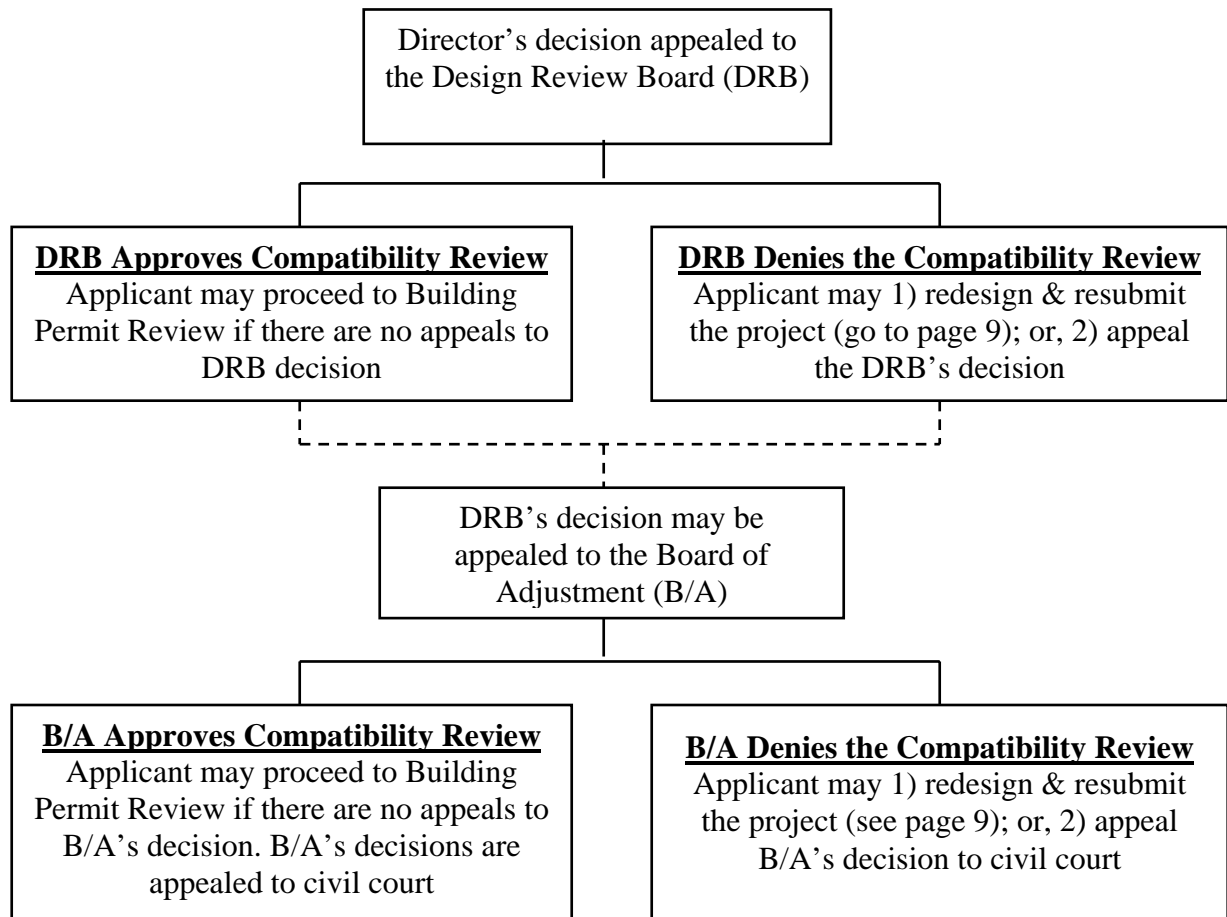 Director’s decision appealed to
the Design Review Board (DRB)
DRB Approves Compatibility Review
Applicant may proceed to Building
Permit Review if there are no appeals to
DRB decision
DRB Denies the Compatibility Review
Applicant may 1) redesign & resubmit
the project (go to page 9); or, 2) appeal
the DRB’s decision
DRB’s decision may be
appealed to the Board of
Adjustment (B/A)
B/A Approves Compatibility Review
Applicant may proceed to Building
Permit Review if there are no appeals to
B/A’s decision. B/A’s decisions are
appealed to civil court
B/A Denies the Compatibility Review
Applicant may 1) redesign & resubmit
the project (see page 9); or, 2) appeal
B/A’s decision to civil court